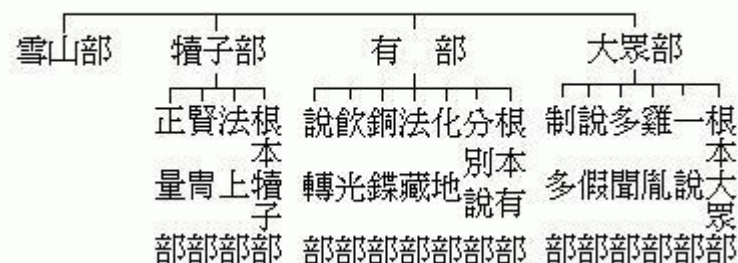 雪山部 犢子部 有部 大眾部
正量部
賢冑部
法上部
根本犢子部
說轉部
飲光部
銅鍱部
法藏部
化地部
分別說部
根本有部
制多部
說假部
多聞部
雞胤部
一說部
根本大眾部